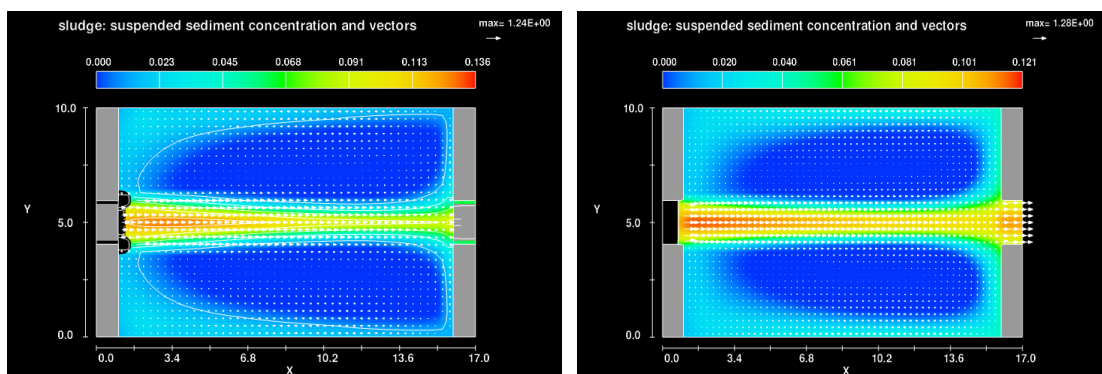 sludge: suspended sediment concentration and vectors
max= 1.24E+00
0.000 0.023 0.045 0.068 0.091 0.113 0.136
10.0
Y
5.0
0.0
0.0 3.4 6.8 10.2 13.6 17.0
X
sludge: suspended sediment concentration and vectors
max= 1.28E+00
0.000 0.020 0.040 0.061 0.081 0.101 0.121
10.0
Y
5.0
0.0
0.0 3.4 6.8 10.2 13.6 17.0
X